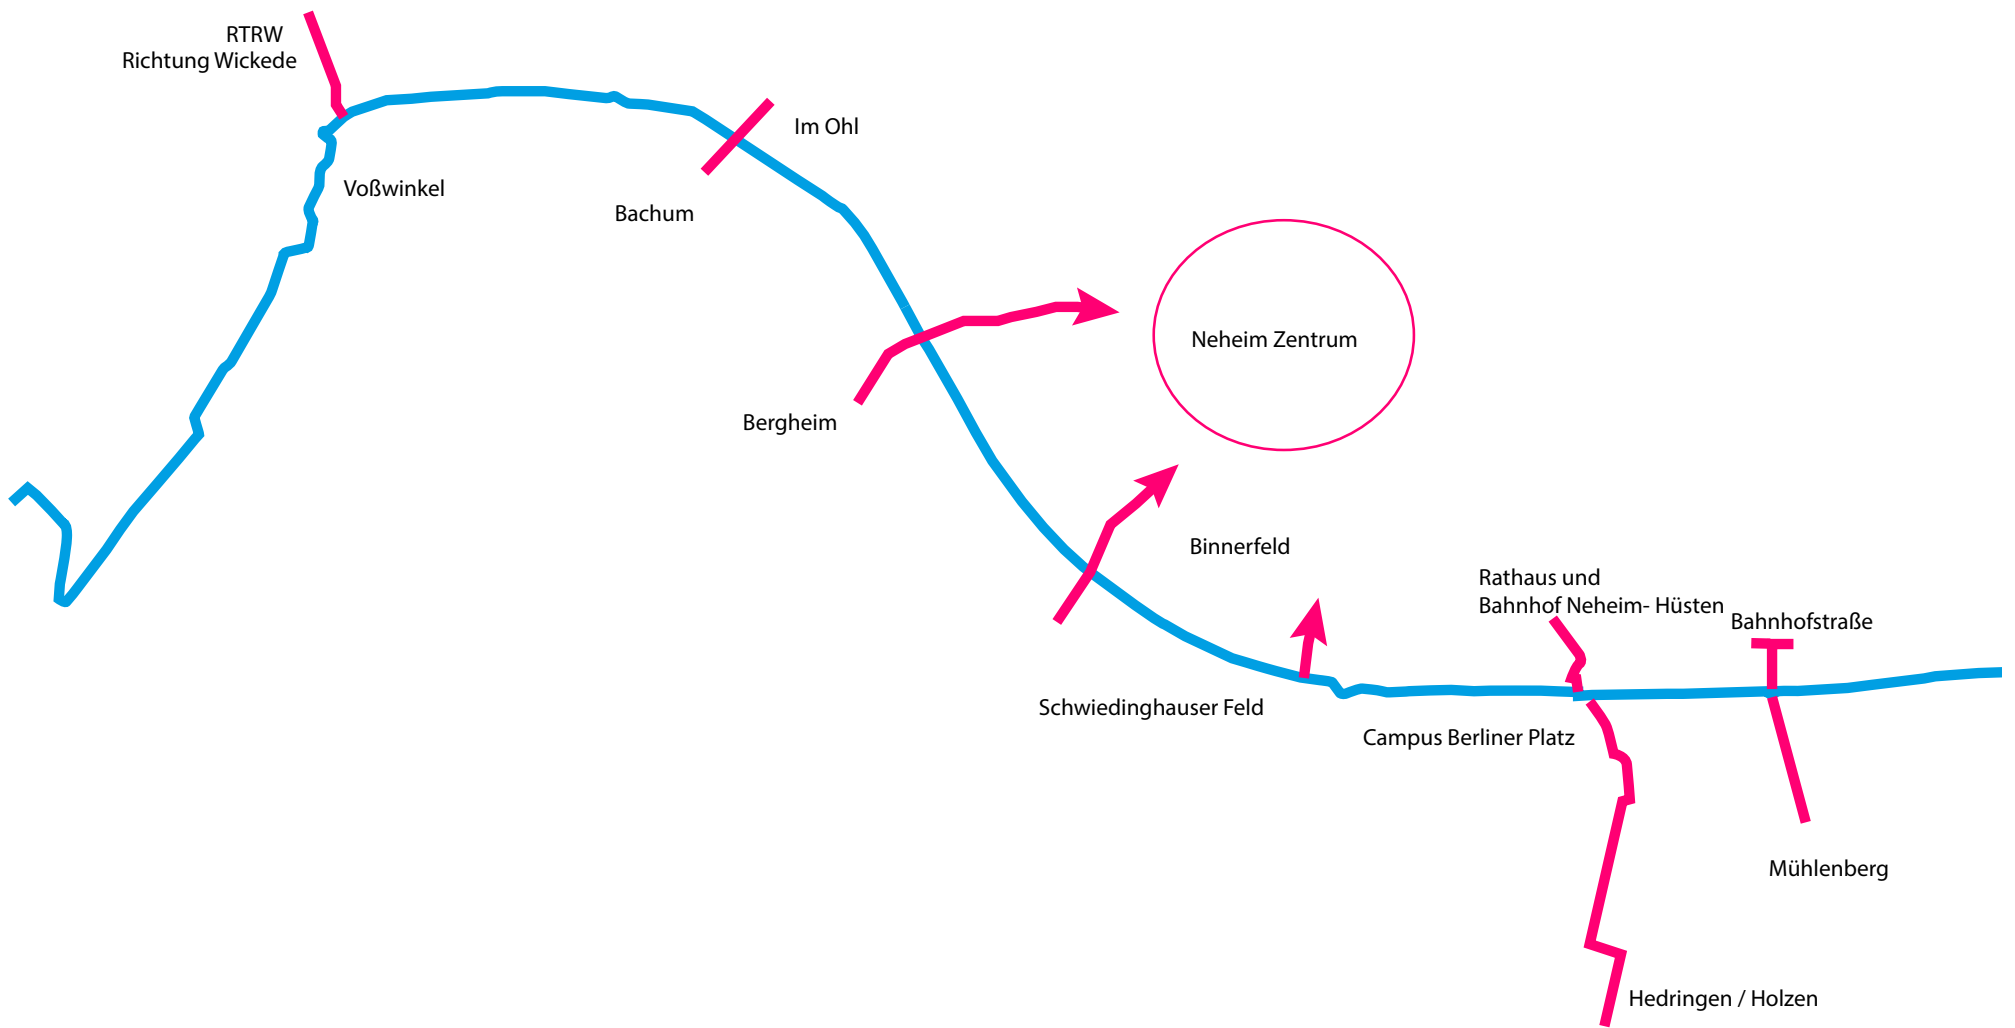 RTRW
Richtung Wickede
Im Ohl
Voßwinkel
Bachum
Neheim Zentrum
Bergheim
Binnerfeld
Rathaus und
Bahnhof Neheim- Hüsten
Bahnhofstraße
Schwiedinghauser Feld
Campus Berliner Platz
Mühlenberg
Hedringen / Holzen